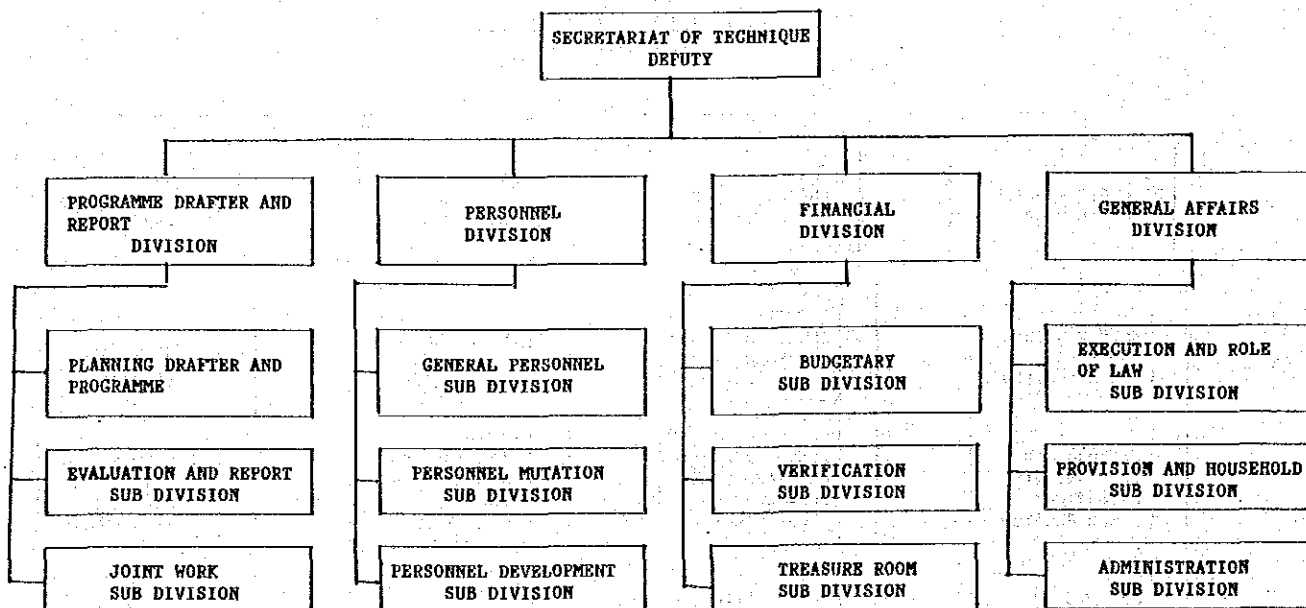 SECRETARIAT OF TECHNIQUE
DEFUTY
PROGRAMME DRAFTER AND
REPORT
DIVISION
PERSONNEL
DIVISION
FINANCIAL
DIVISION
GENERAL AFFAIRS
DIVISION
PLANNING DRAFTER AND
PROGRAMME
GENERAL PERSONNEL
SUB DIVISION
BUDGETARY
SUB DIVISION
EXECUTION AND ROLE
OF LAW
SUB DIVISION
EVALUATION AND REPORT
SUB DIVISION
PERSONNEL MUTATION
SUB DIVISION
VERIFICATION
SUB DIVISION
PROVISION AND HOUSEHOLD
SUB DIVISION
JOINT WORK
SUB DIVISION
PERSONNEL DEVELOPMENT
SUB DIVISION
TREASURE ROOM
SUB DIVISION
ADMINISTRATION
SUB DIVISION